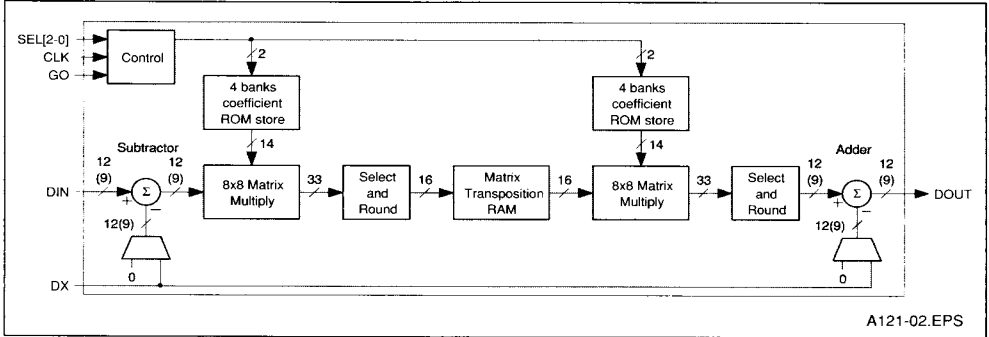 SEL[2-0]
CLK
GO
Control
2
2
4 banks
coefficient
ROM store
4 banks
coefficient
ROM store
14
14
Subtractor
Adder
12
(9)
12
(9)
12
(9)
12
(9)
DIN
Σ
+
−
8x8 Matrix
Multiply
33
Select
and
Round
16
Matrix
Transposition
RAM
16
8x8 Matrix
Multiply
33
Select
and
Round
Σ
+
−
DOUT
12(9)
12(9)
0
0
DX
A121-02.EPS